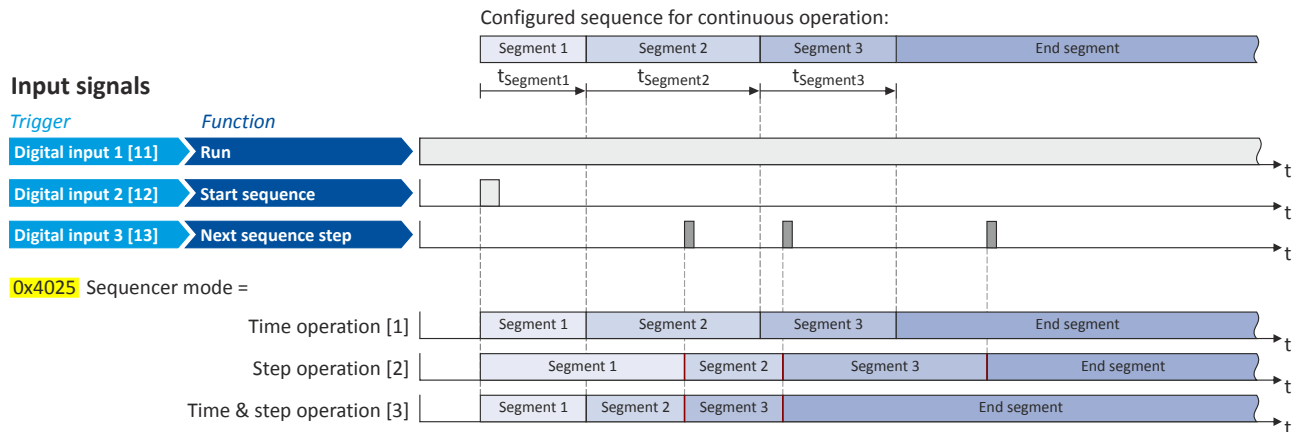 Configured sequence for continuous operation:
Segment 1 Segment 2 Segment 3 End segment
tSegment1 tSegment2 tSegment3
Input signals
Trigger Function
Digital input 1 [11] Run
t
Digital input 2 [12] Start sequence
t
Digital input 3 [13] Next sequence step
t
0x4025 Sequencer mode =
Time operation [1] Segment 1 Segment 2 Segment 3 End segment
t
Step operation [2] Segment 1 Segment 2 Segment 3 End segment
t
Time & step operation [3] Segment 1 Segment 2 Segment 3 End segment
t